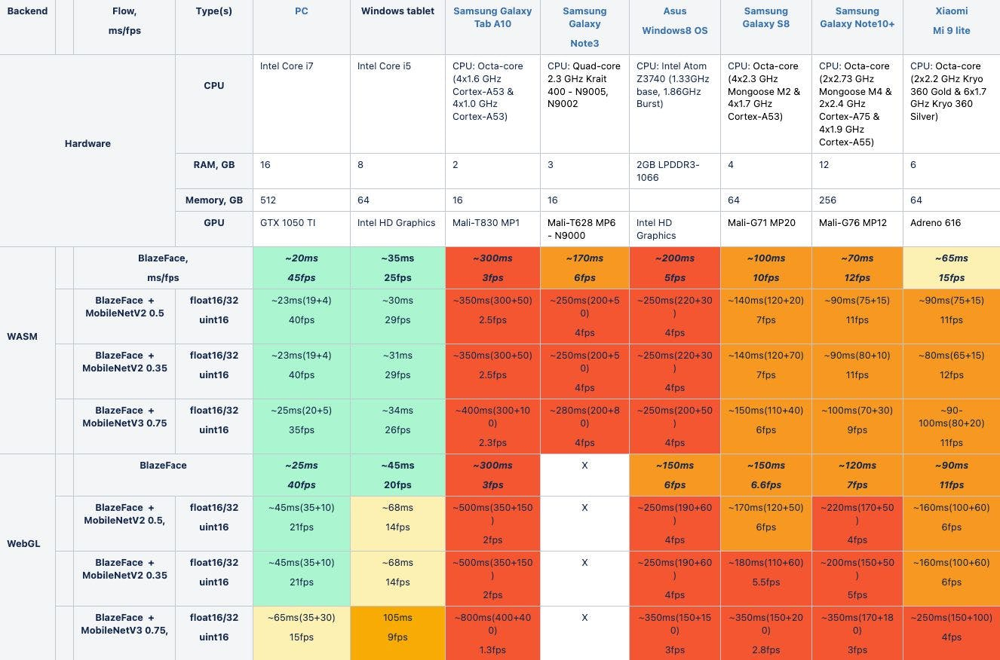 Backend
Flow,
ms/fps
Type(s)
PC
Windows tablet
Samsung Galaxy
Tab A10
Samsung
Galaxy
Note3
Asus
Windows8 OS
Samsung
Galaxy S8
Samsung
Galaxy Note10+
Xiaomi
Mi 9 lite
Hardware
CPU
Intel Core i7
Intel Core i5
CPU: Octa-core
(4x1.6 GHz
Cortex-A53 &
4x1.0 GHz
Cortex-A53)
CPU: Quad-core
2.3 GHz Krait
400 - N9005,
N9002
CPU: Intel Atom
Z3740 (1.33GHz
base, 1.86GHz
Burst)
CPU: Octa-core
(4x2.3 GHz
Mongoose M2 &
4x1.7 GHz
Cortex-A53)
CPU: Octa-core
(2x2.73 GHz
Mongoose M4 &
2x2.4 GHz
Cortex-A75 &
4x1.9 GHz
Cortex-A55)
CPU: Octa-core
(2x2.2 GHz Kryo
360 Gold & 6x1.7
GHz Kryo 360
Silver)
RAM, GB
16
8
2
3
2GB LPDDR3-
1066
4
12
6
Memory, GB
512
64
16
16
64
256
64
GPU
GTX 1050 TI
Intel HD Graphics
Mali-T830 MP1
Mali-T628 MP6
- N9000
Intel HD
Graphics
Mali-G71 MP20
Mali-G76 MP12
Adreno 616
WASM
BlazeFace,
ms/fps
~20ms
45fps
~35ms
25fps
~300ms
3fps
~170ms
6fps
~200ms
5fps
~100ms
10fps
~70ms
12fps
~65ms
15fps
BlazeFace +
MobileNetV2 0.5
float16/32
uint16
~23ms(19+4)
40fps
~30ms
29fps
~350ms(300+50)
2.5fps
~250ms(200+5
0)
4fps
~250ms(220+30
)
4fps
~140ms(120+20)
7fps
~90ms(75+15)
11fps
~90ms(75+15)
11fps
BlazeFace +
MobileNetV2 0.35
float16/32
uint16
~23ms(19+4)
40fps
~31ms
29fps
~350ms(300+50)
2.5fps
~250ms(200+5
0)
4fps
~250ms(220+30
)
4fps
~140ms(120+70)
7fps
~90ms(80+10)
11fps
~80ms(65+15)
12fps
BlazeFace +
MobileNetV3 0.75
float16/32
uint16
~25ms(20+5)
35fps
~34ms
26fps
~400ms(300+10
0)
2.3fps
~280ms(200+8
0)
4fps
~250ms(200+50
)
4fps
~150ms(110+40)
6fps
~100ms(70+30)
9fps
~90-
100ms(80+20)
11fps
WebGL
BlazeFace
~25ms
40fps
~45ms
20fps
~300ms
3fps
X
~150ms
6fps
~150ms
6.6fps
~120ms
7fps
~90ms
11fps
BlazeFace +
MobileNetV2 0.5,
float16/32
uint16
~45ms(35+10)
21fps
~68ms
14fps
~500ms(350+150
)
2fps
X
~250ms(190+60
)
4fps
~170ms(120+50)
6fps
~220ms(170+50
)
4fps
~160ms(100+60)
6fps
BlazeFace +
MobileNetV2 0.35
float16/32
uint16
~45ms(35+10)
21fps
~68ms
14fps
~500ms(350+150
)
2fps
X
~250ms(190+60
)
4fps
~180ms(110+60)
5.5fps
~200ms(150+50
)
5fps
~160ms(100+60)
6fps
BlazeFace +
MobileNetV3 0.75,
float16/32
uint16
~65ms(35+30)
15fps
105ms
9fps
~800ms(400+40
0)
1.3fps
X
~350ms(150+15
0)
3fps
~350ms(150+20
0)
2.8fps
~350ms(170+18
0)
3fps
~250ms(150+100)
4fps